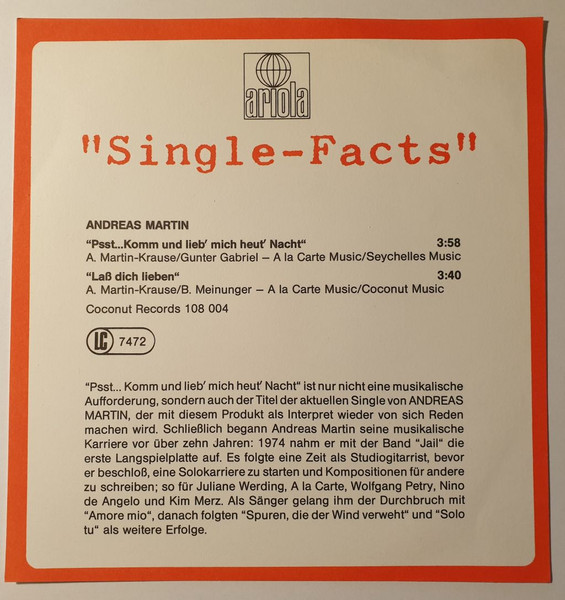 ariola
"Single-Facts"
ANDREAS MARTIN
“Psst...Komm und lieb’ mich heut’ Nacht“ 3:58
A. Martin-Krause/Gunter Gabriel – A la Carte Music/Seychelles Music
“Laß dich lieben“ 3:40
A. Martin-Krause/B. Meinunger – A la Carte Music/Coconut Music
Coconut Records 108 004
LC 7472
“Psst... Komm und lieb’ mich heut’ Nacht“ ist nur nicht eine musikalische
Aufforderung, sondern auch der Titel der aktuellen Single von ANDREAS
MARTIN, der mit diesem Produkt als Interpret wieder von sich Reden
machen wird. Schließlich begann Andreas Martin seine musikalische
Karriere vor über zehn Jahren: 1974 nahm er mit der Band “Jail“ die
erste Langspielplatte auf. Es folgte eine Zeit als Studiogitarrist, bevor
er beschloß, eine Solokarriere zu starten und Kompositionen für andere
zu schreiben; so für Juliane Werding, A la Carte, Wolfgang Petry, Nino
de Angelo und Kim Merz. Als Sänger gelang ihm der Durchbruch mit
“Amore mio“, danach folgten “Spuren, die der Wind verweht“ und “Solo
tu“ als weitere Erfolge.